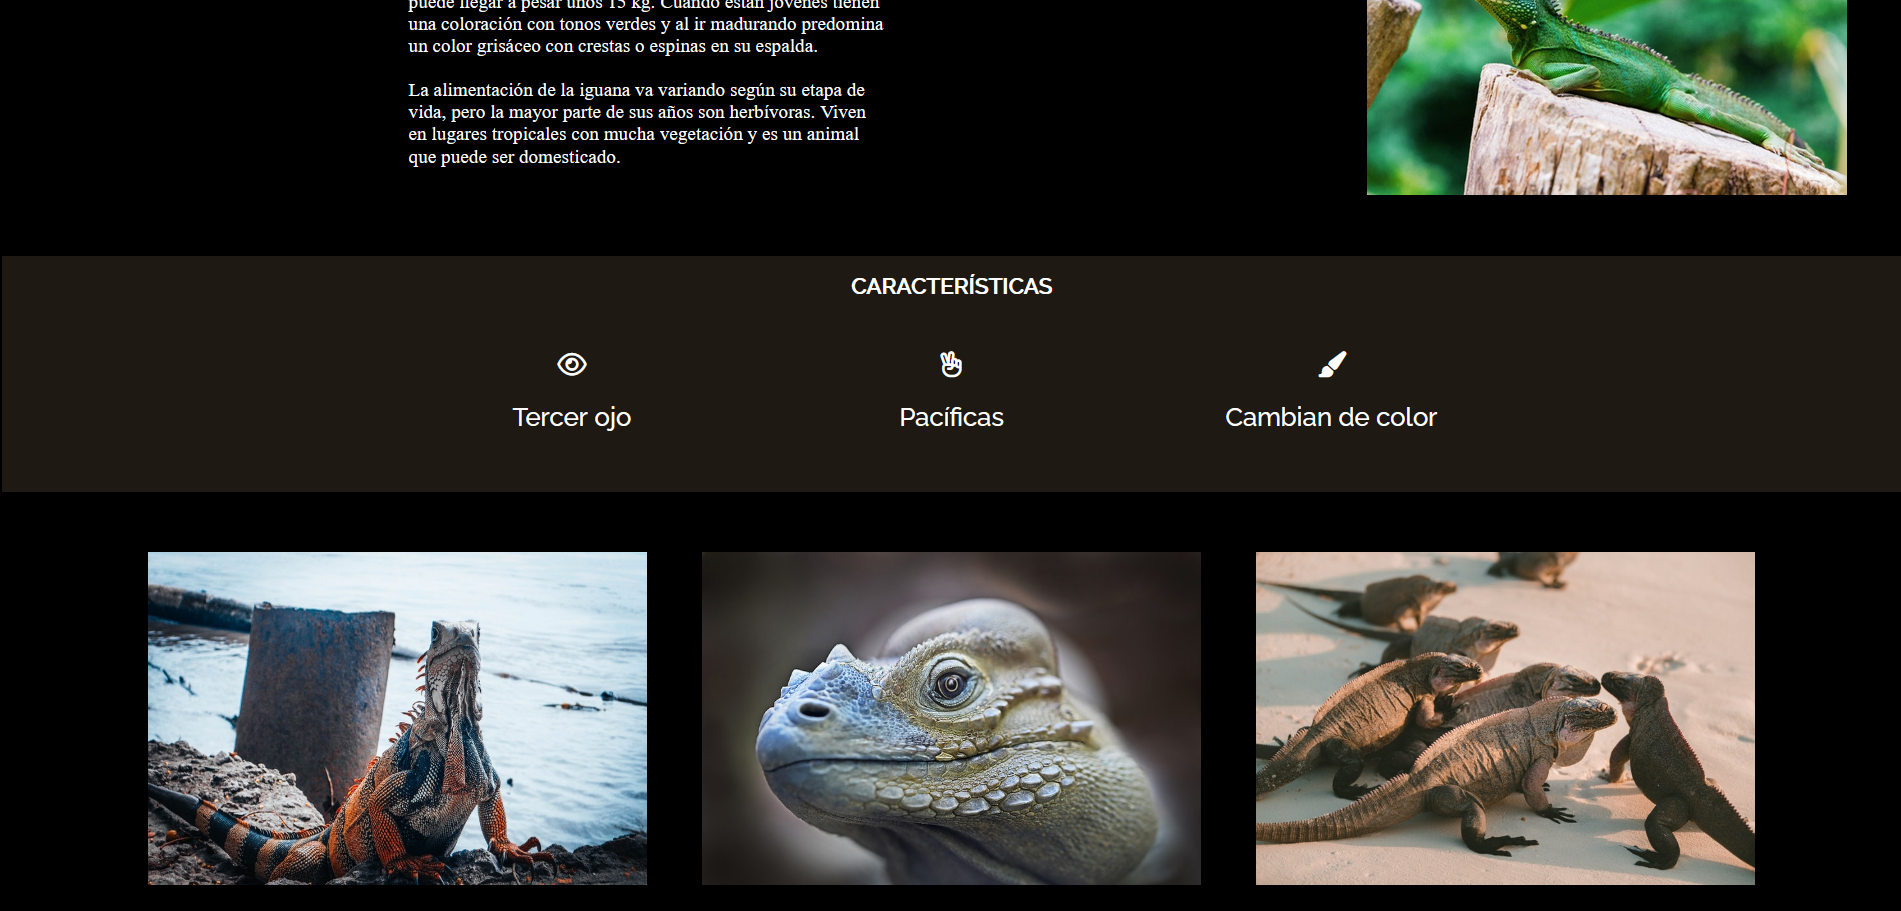 puede llegar a pesar unos 15 kg. Cuando están jóvenes tienen
una coloración con tonos verdes y al ir madurando predomina
un color grisáceo con crestas o espinas en su espalda.
La alimentación de la iguana va variando según su etapa de
vida, pero la mayor parte de sus años son herbívoras. Viven
en lugares tropicales con mucha vegetación y es un animal
que puede ser domesticado.
CARACTERÍSTICAS
Tercer ojo
Pacíficas
Cambian de color